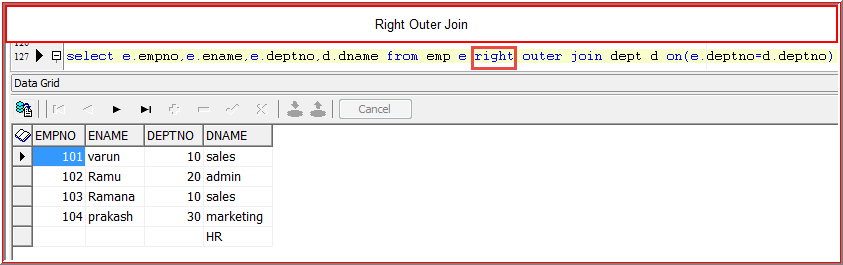 Right Outer Join
127 select e.empno,e.ename,e.deptno,d.dname from emp e right outer join dept d on(e.deptno=d.deptno)
Data Grid
Cancel
EMPNO ENAME DEPTNO DNAME
101 varun 10 sales
102 Ramu 20 admin
103 Ramana 10 sales
104 prakash 30 marketing
HR